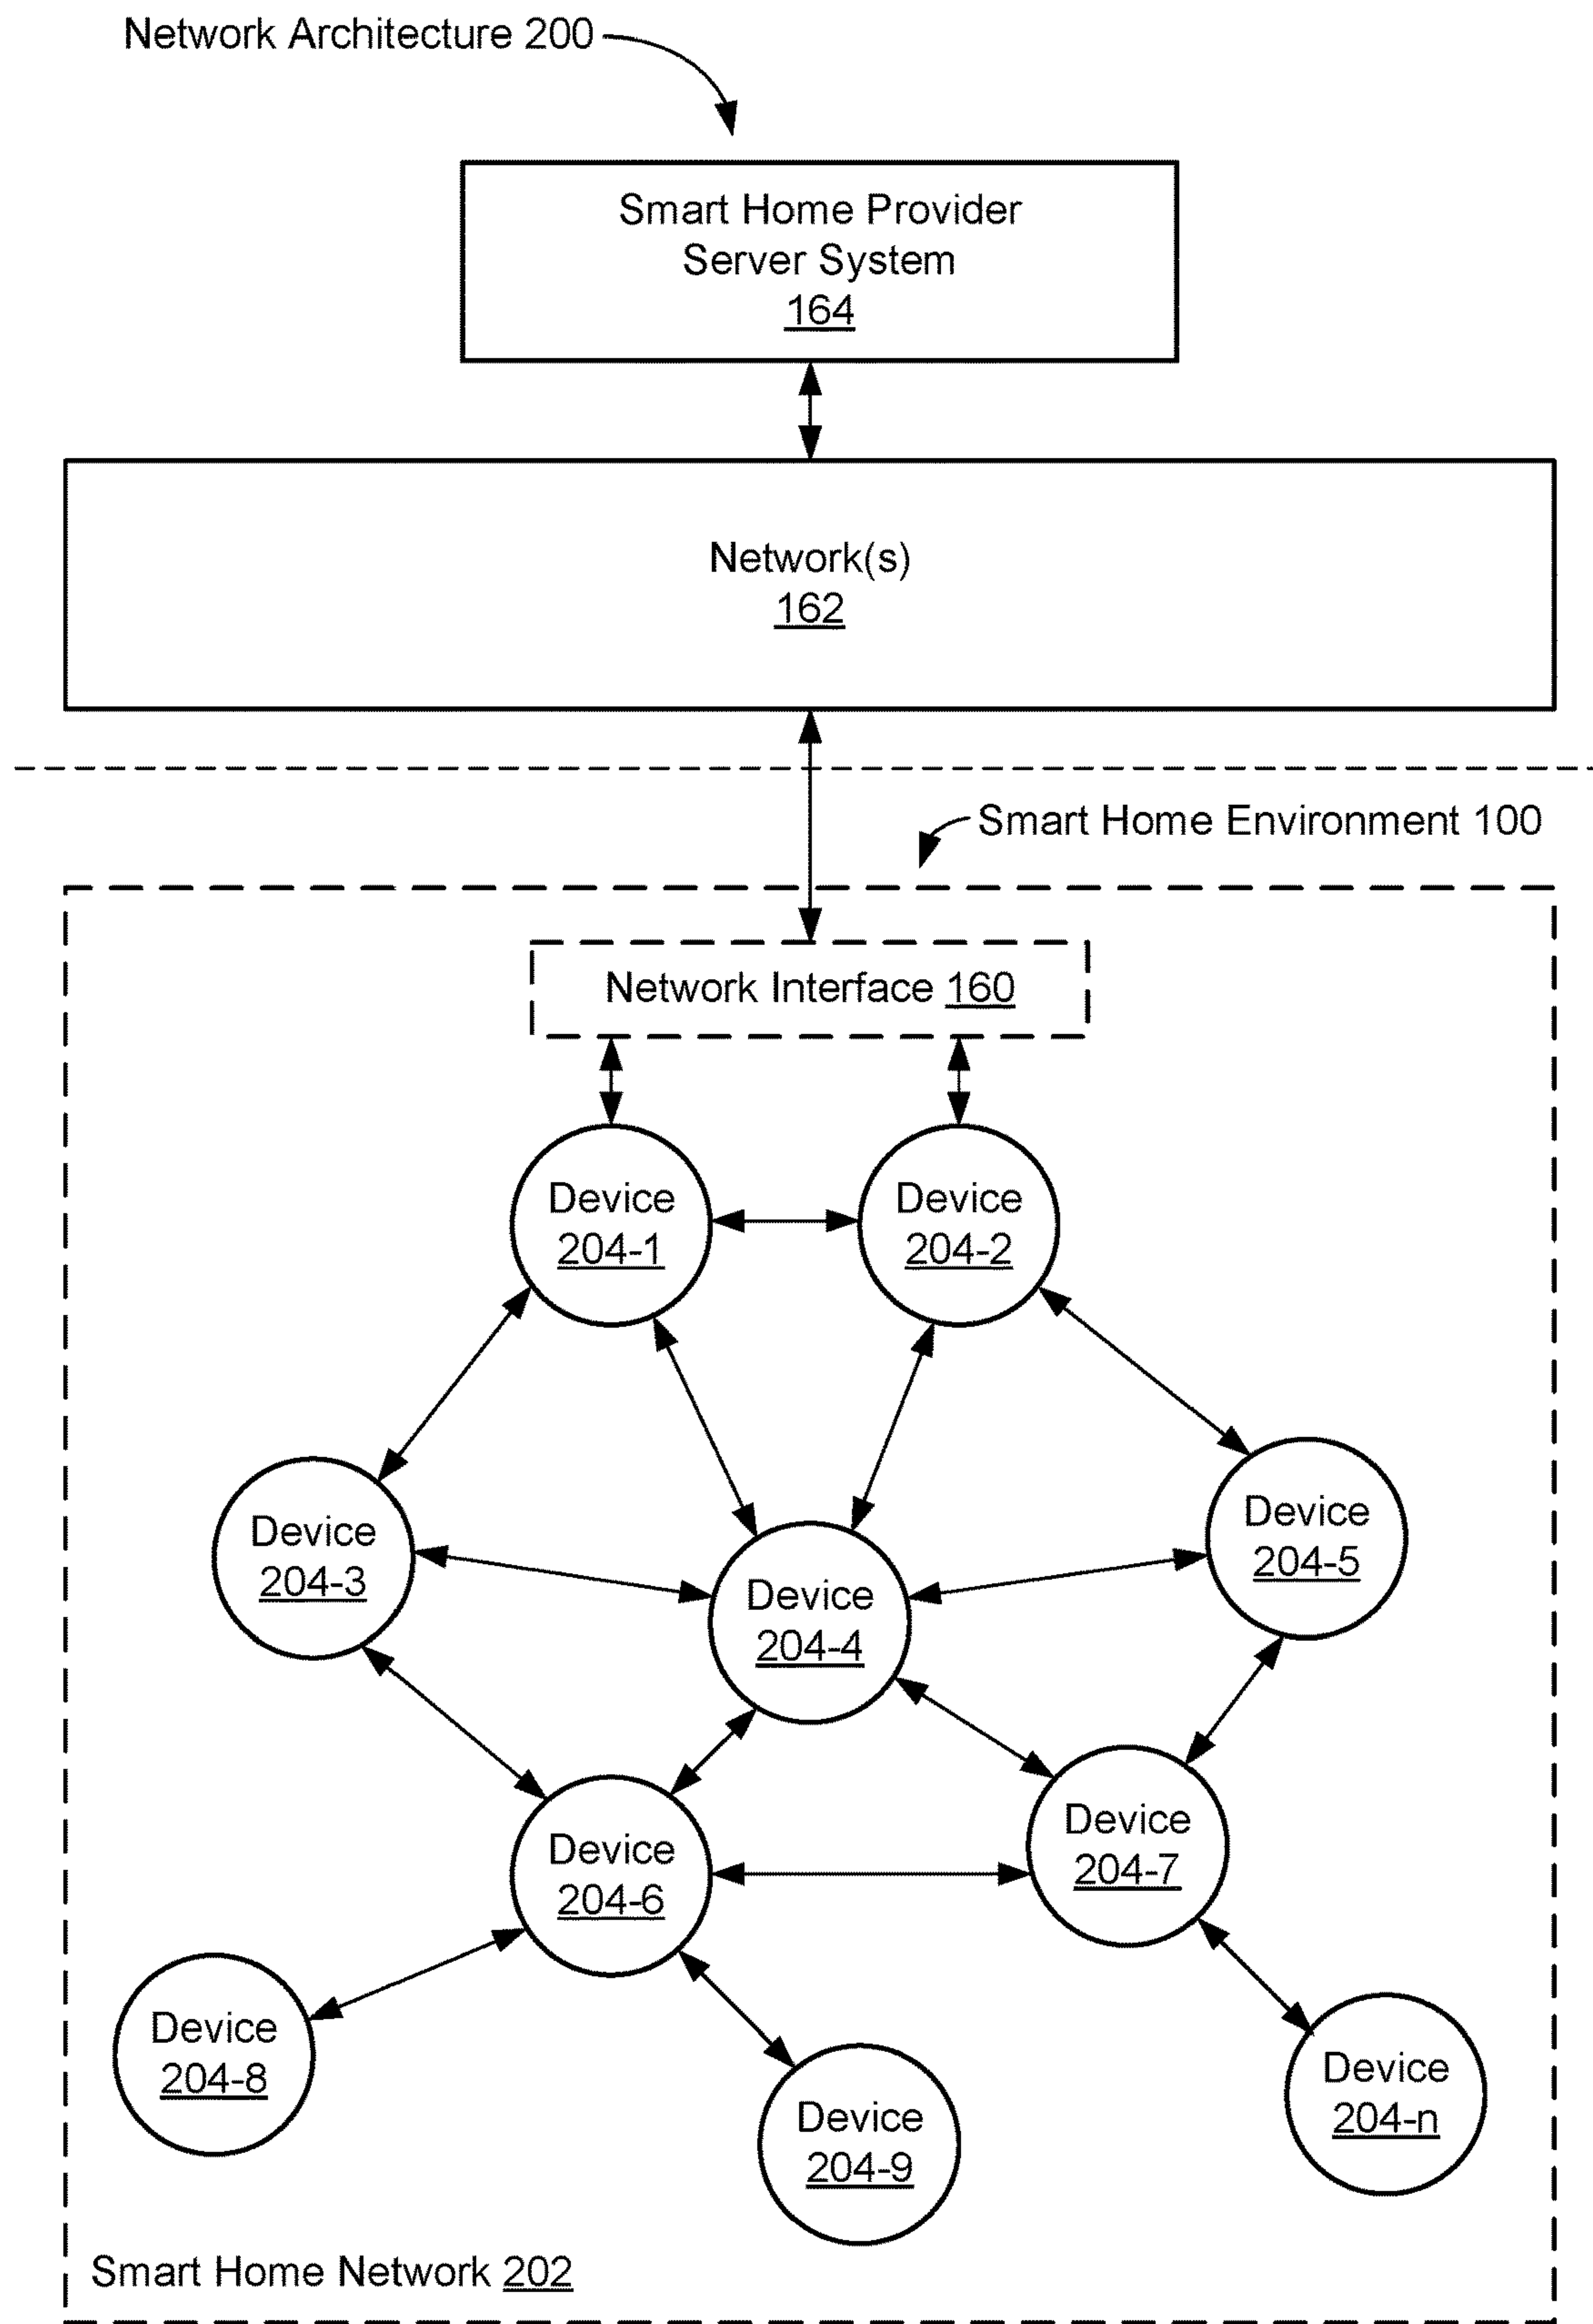 Network Architecture 200
Smart Home Provider
Server System
164
Network(s)
162
Smart Home Environment 100
Network Interface 160
Device
204-1
Device
204-2
Device
204-3
Device
204-4
Device
204-5
Device
204-6
Device
204-7
Device
204-8
Device
204-9
Device
204-n
Smart Home Network 202